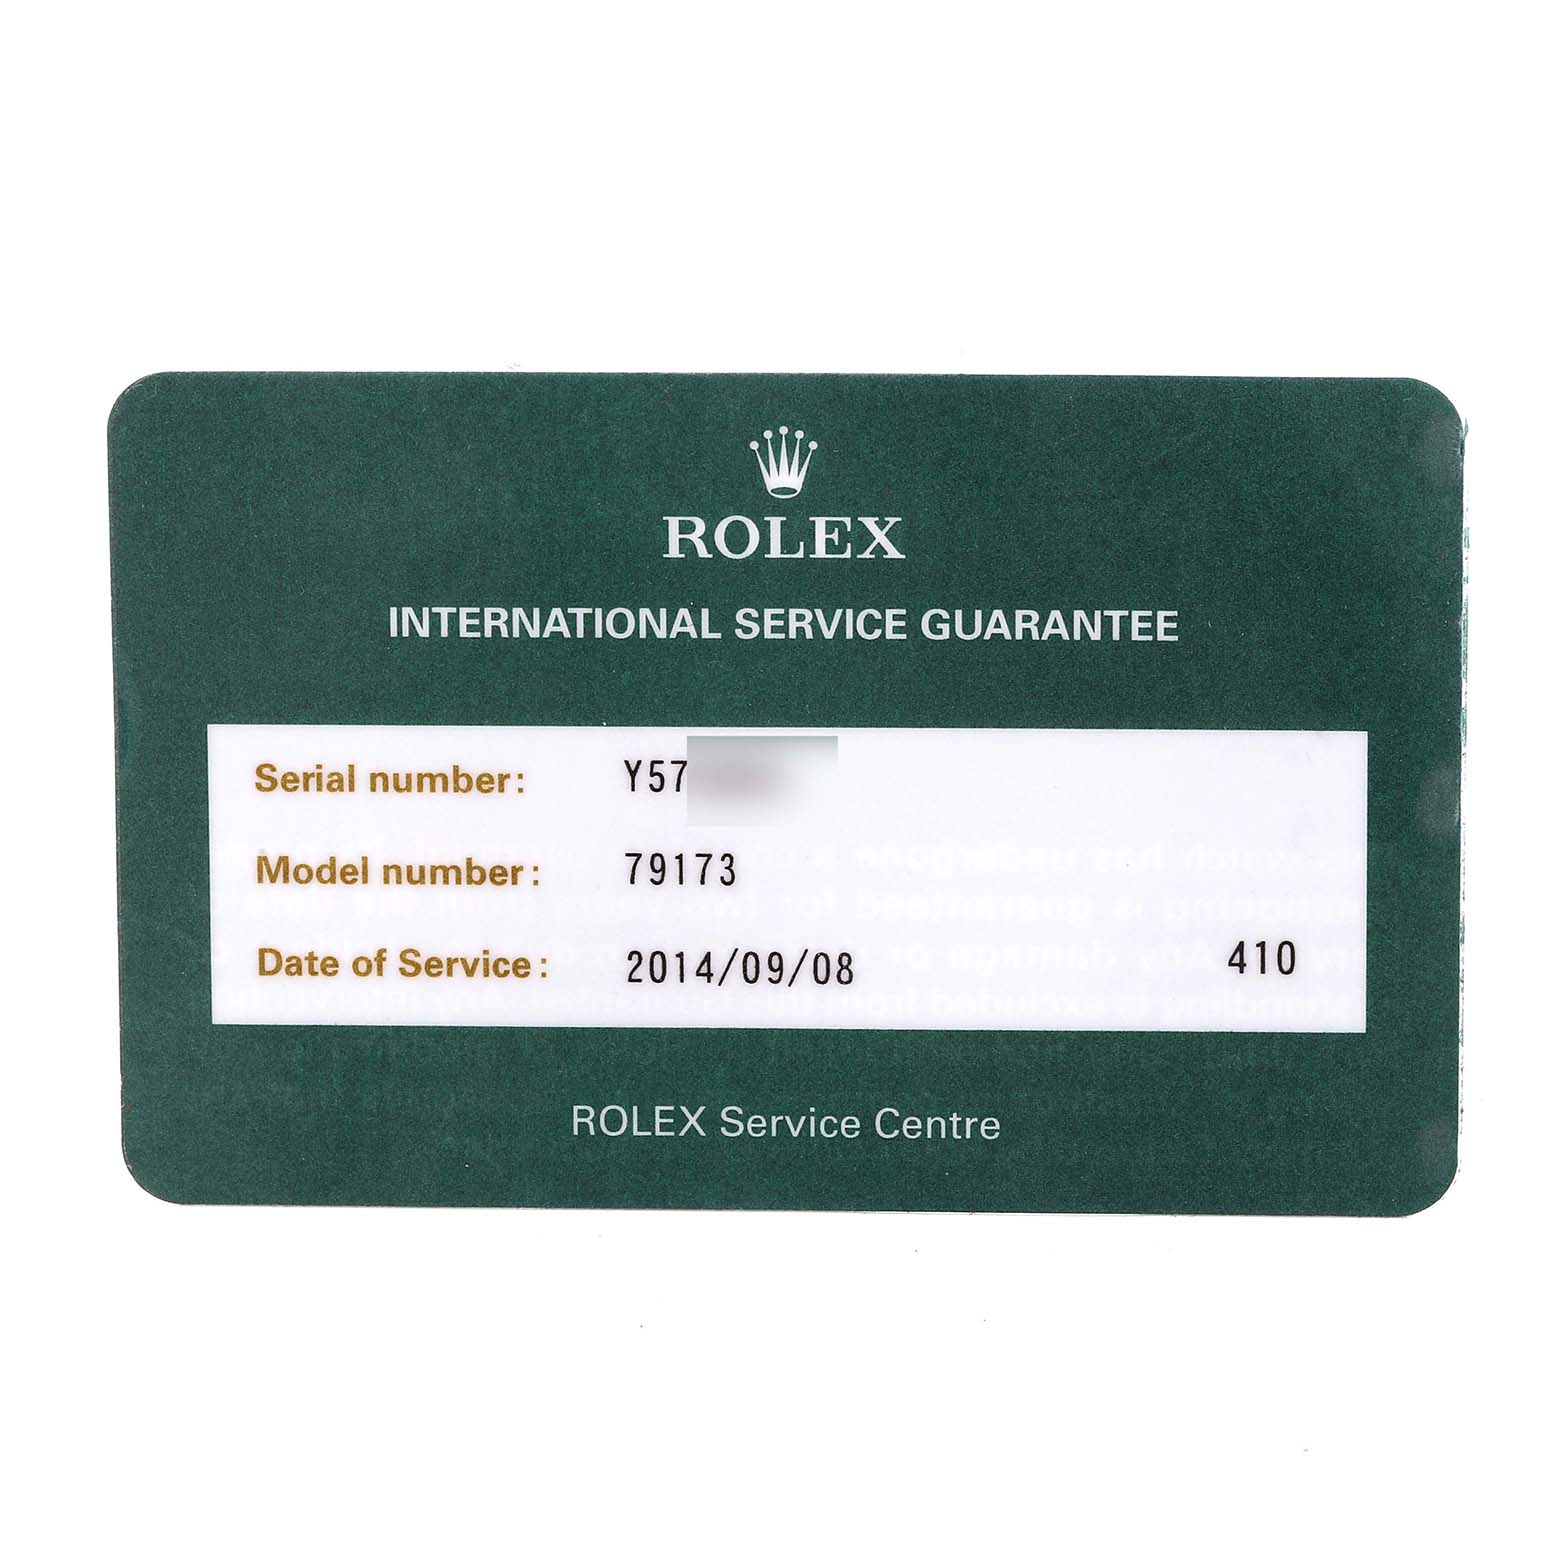 ROLEX
INTERNATIONAL SERVICE GUARANTEE
Serial number: Y57
Model number: 79173
Date of Service: 2014/09/08 410
ROLEX Service Centre